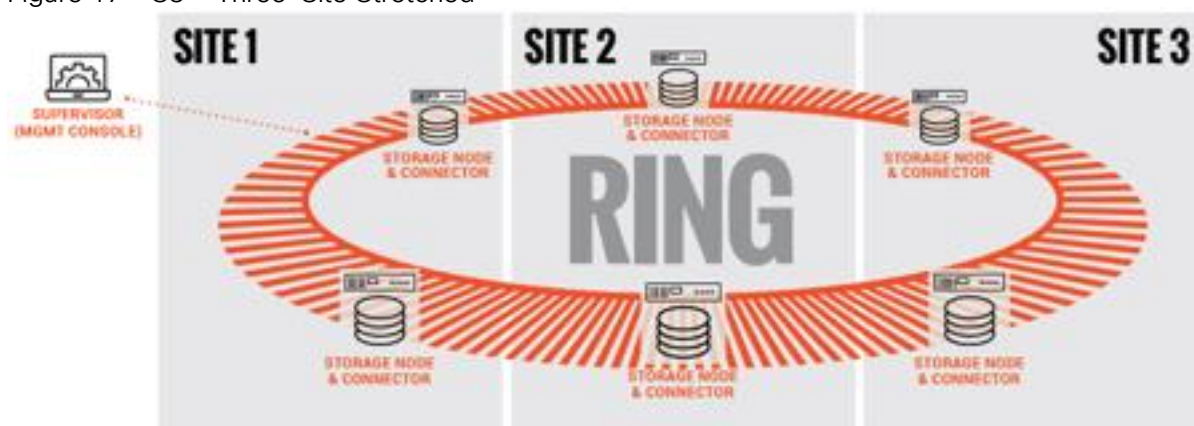 SITE 1
SITE 2
SITE 3
SUPERVISOR
(MGMT CONSOLE)
STORAGE NODE
& CONNECTOR
STORAGE NODE
& CONNECTOR
STORAGE NODE
& CONNECTOR
RING
STORAGE NODE
& CONNECTOR
STORAGE NODE
& CONNECTOR
STORAGE NODE
& CONNECTOR